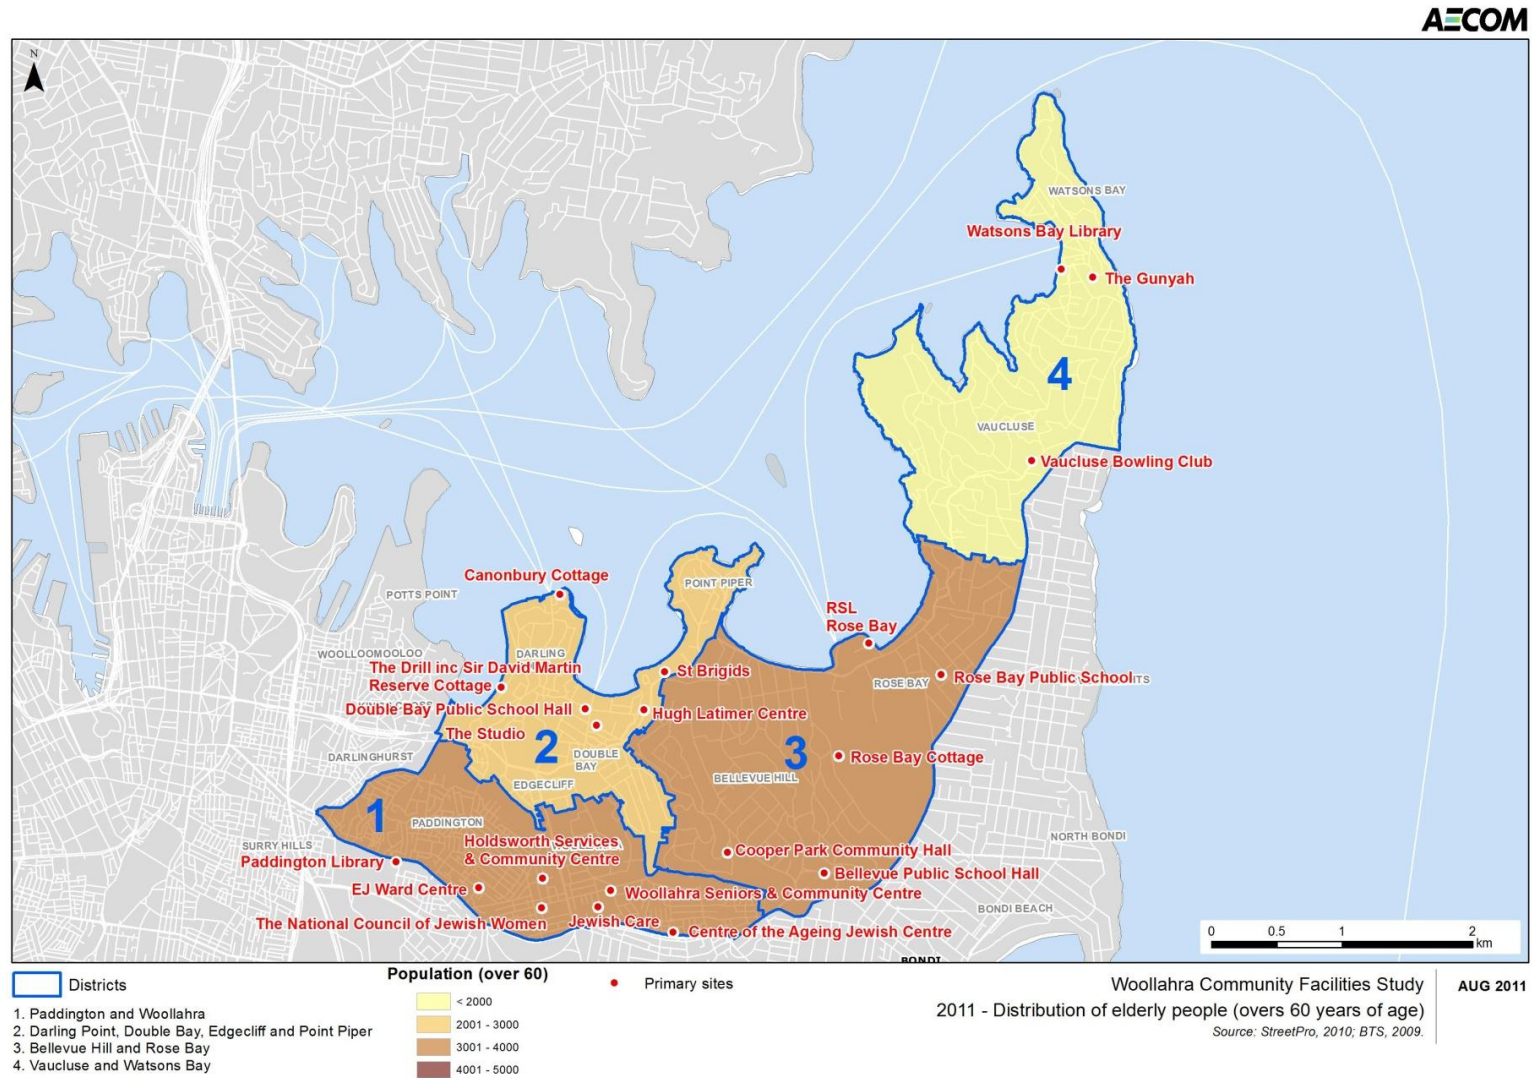 AECOM
N
WATSONS BAY
Watsons Bay Library
The Gunyah
4
VAUCLUSE
Vaucluse Bowling Club
Canonbury Cottage
POTTS POINT
POINT PIPER
RSL
Rose Bay
WOOLLOOMOOLOO
DARLING
The Drill inc Sir David Martin
Reserve Cottage
St Brigids
ROSE BAY
Rose Bay Public School
TS
Double Bay Public School Hall
Hugh Latimer Centre
The Studio
2
DOUBLE
BAY
3
DARLINGHURST
Rose Bay Cottage
EDGECLIFF
BELLEVUE HILL
1
PADDINGTON
NORTH BONDI
SURRY HILLS
Holdsworth Services
& Community Centre
Cooper Park Community Hall
Paddington Library
Bellevue Public School Hall
EJ Ward Centre
Woollahra Seniors & Community Centre
BONDI BEACH
The National Council of Jewish Women
Jewish Care
Centre of the Ageing Jewish Centre
BONDI
0 0.5 1 2
km
Districts
1. Paddington and Woollahra
2. Darling Point, Double Bay, Edgecliff and Point Piper
3. Bellevue Hill and Rose Bay
4. Vaucluse and Watsons Bay
Population (over 60)
< 2000
2001 - 3000
3001 - 4000
4001 - 5000
Primary sites
Woollahra Community Facilities Study
2011 - Distribution of elderly people (overs 60 years of age)
Source: StreetPro, 2010; BTS, 2009.
AUG 2011